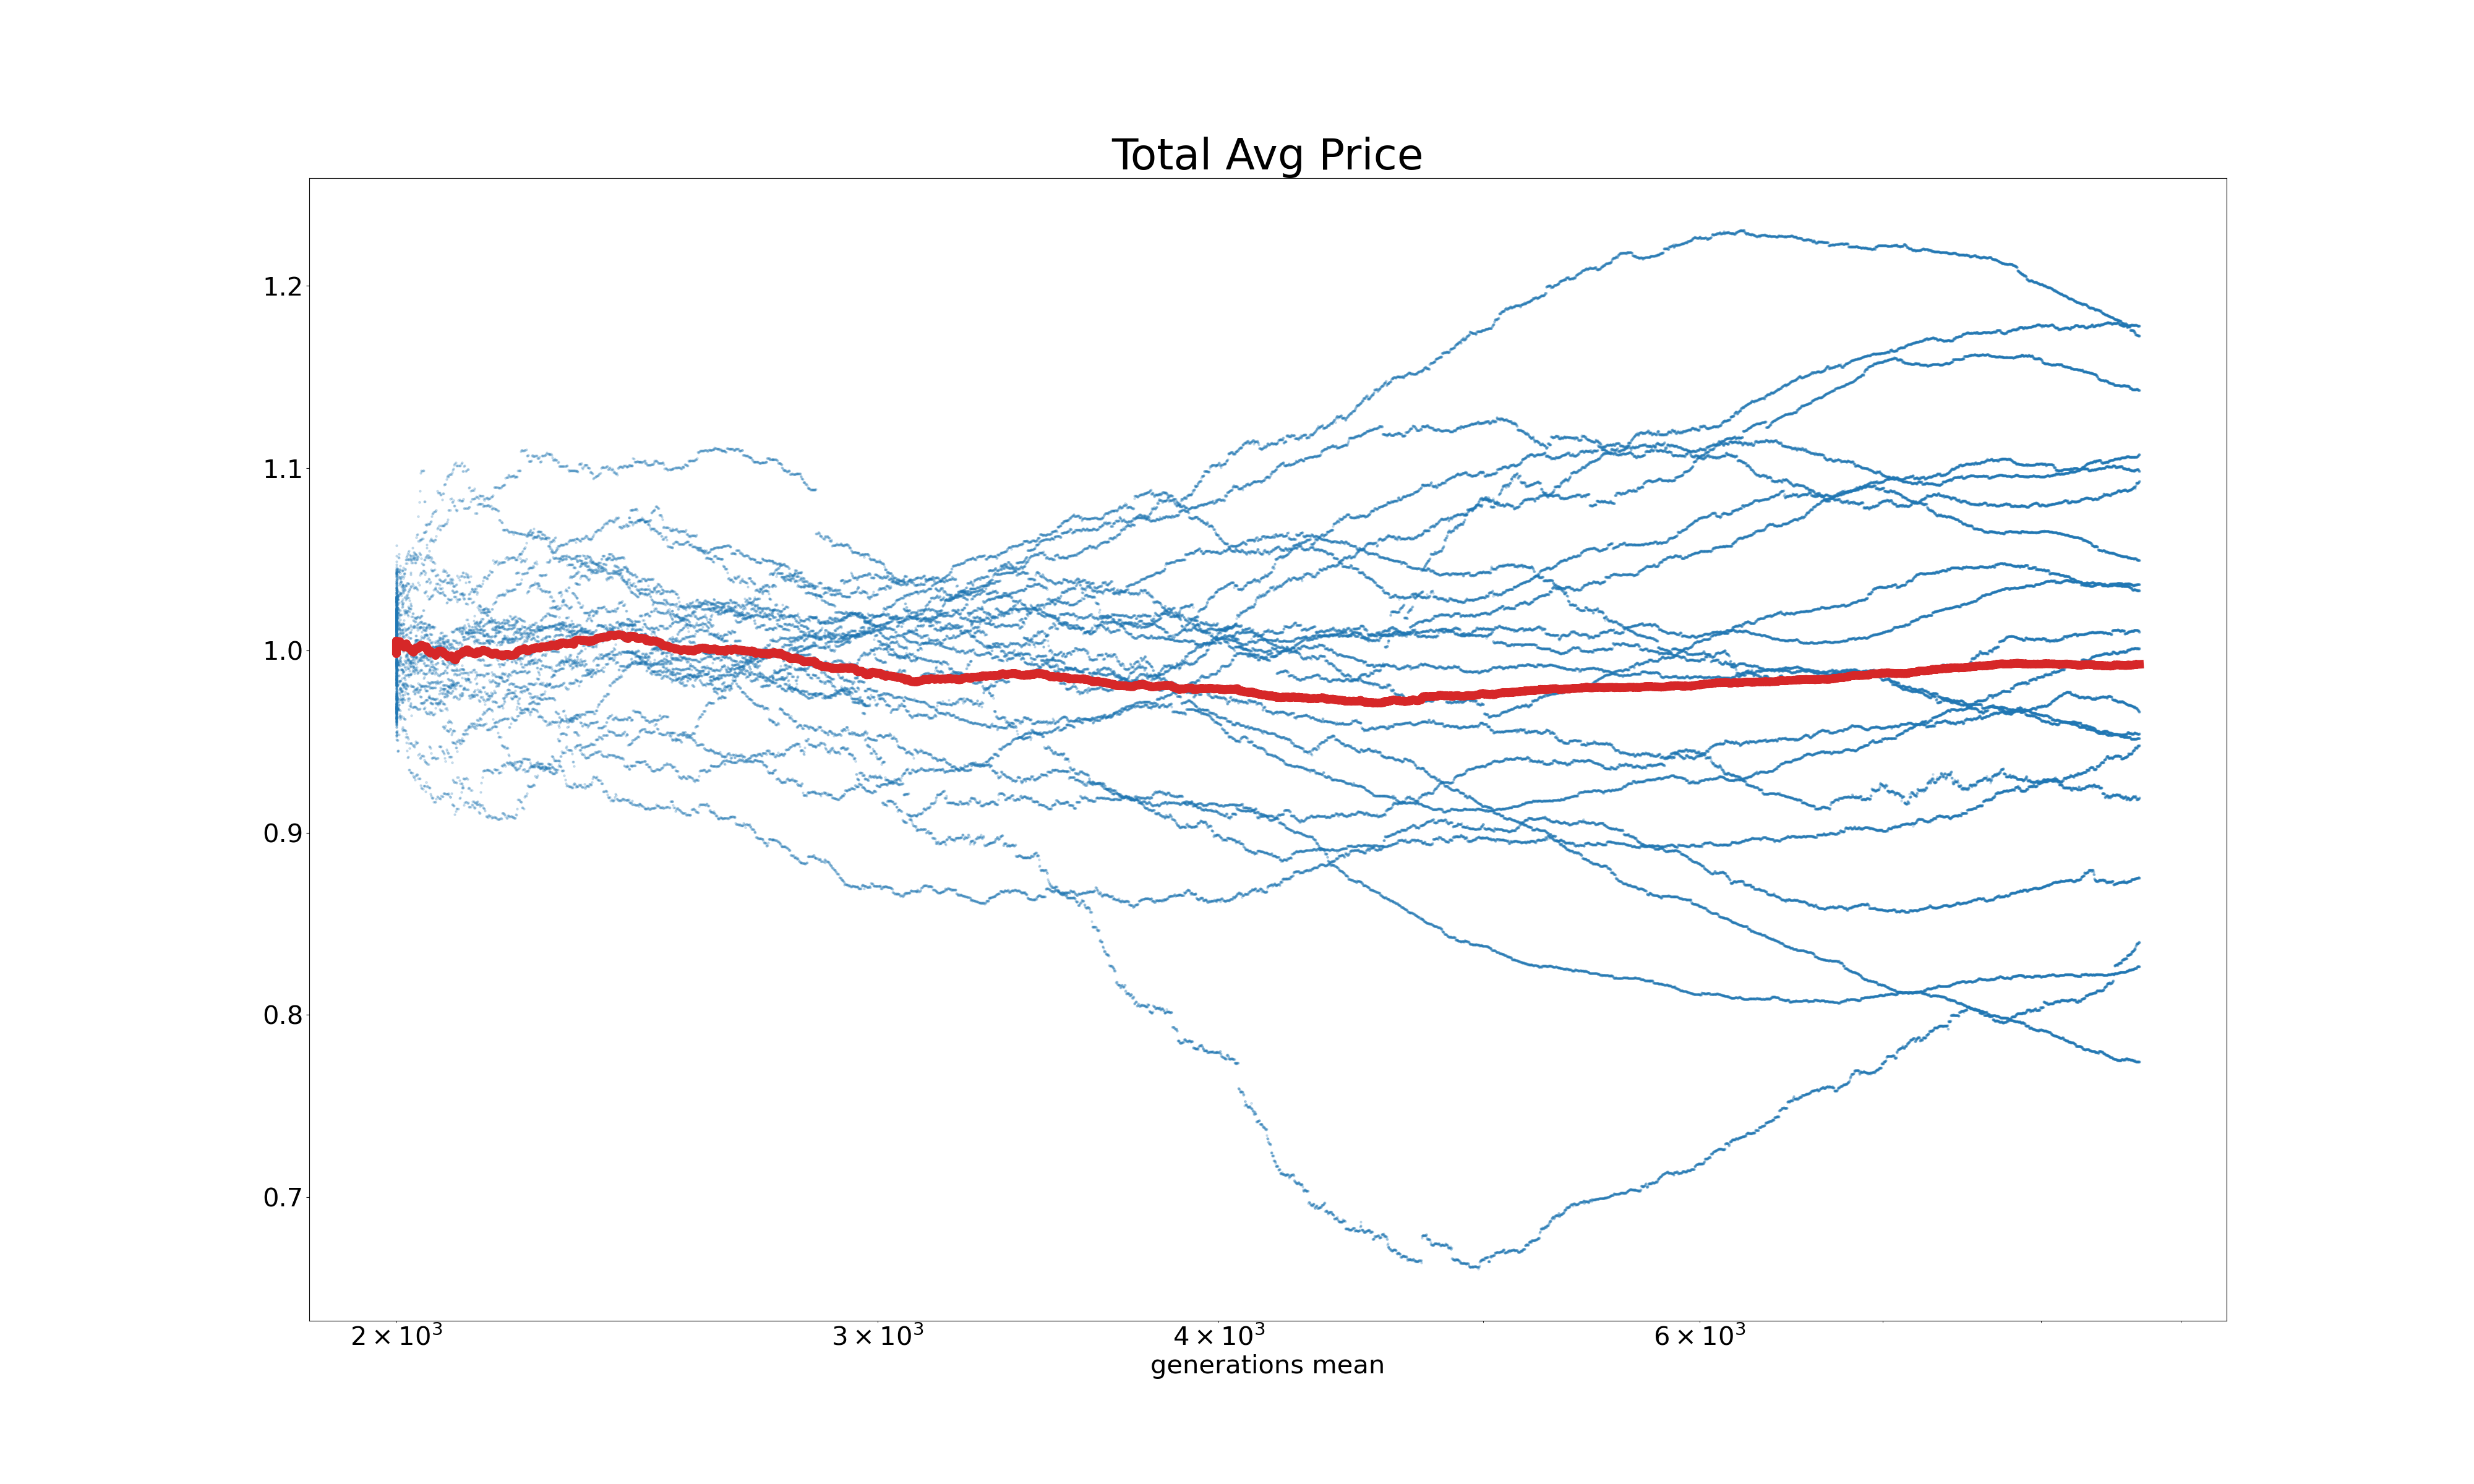 Total Avg Price
1.2
1.1
1.0
0.9
0.8
0.7
2 × 10³
3 × 10³
4 × 10³
6 × 10³
generations mean